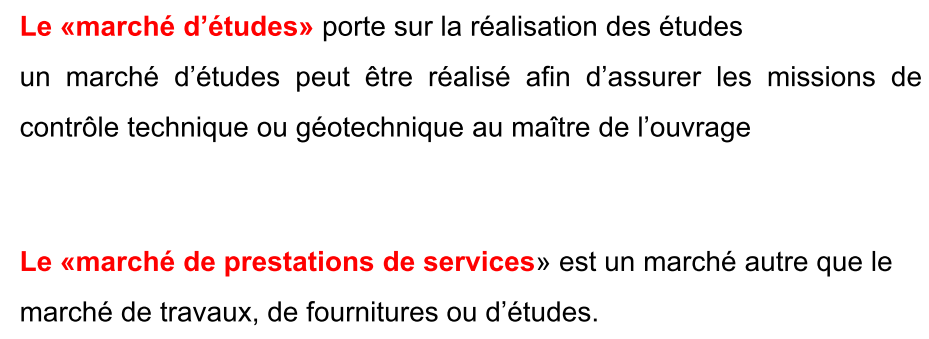 Le «marché d’études» porte sur la réalisation des études
un marché d’études peut être réalisé afin d’assurer les missions de
contrôle technique ou géotechnique au maître de l’ouvrage
Le «marché de prestations de services» est un marché autre que le
marché de travaux, de fournitures ou d’études.